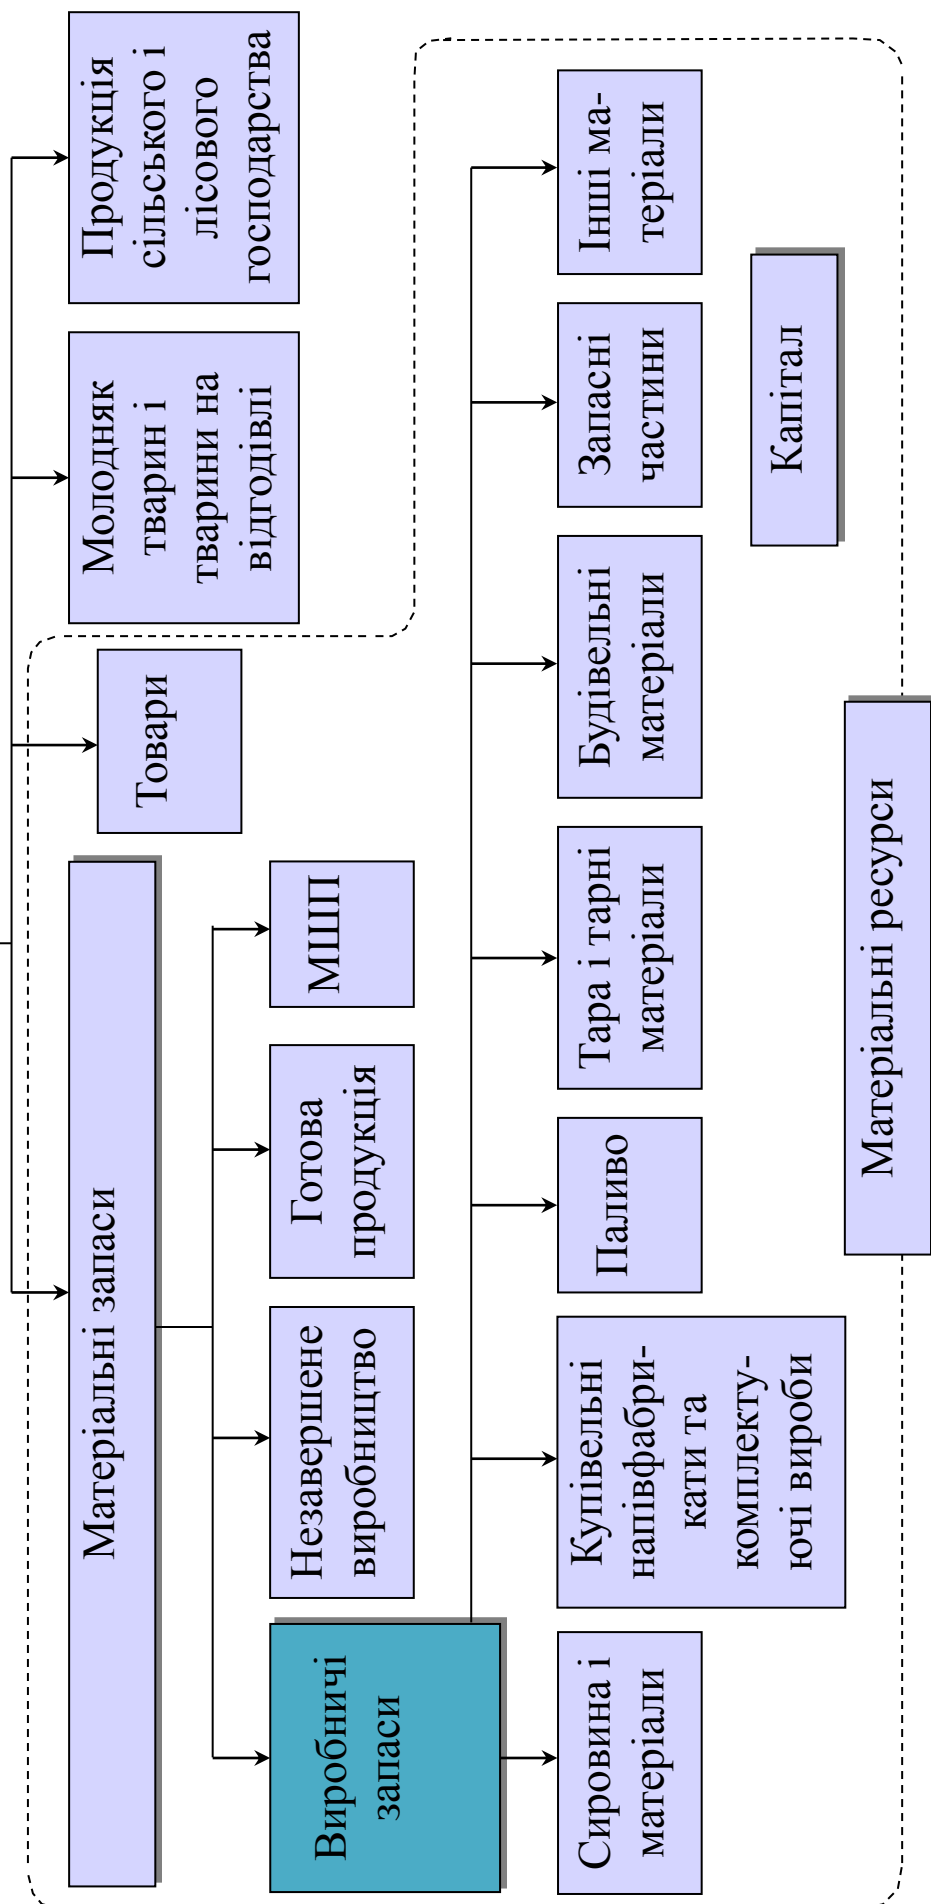 Матеріальні запаси
Товари
Молодняк
тварин і
тварини на
відгодівлі
Продукція
сільського і
лісового
господарства
Виробничі
запаси
Незавершене
виробництво
Готова
продукція
МШП
Сировина і
матеріали
Купівельні
напівфабри-
кати та
комплекту-
ючі вироби
Паливо
Тара і тарні
матеріали
Будівельні
матеріали
Запасні
частини
Інші ма-
теріали
Капітал
Матеріальні ресурси